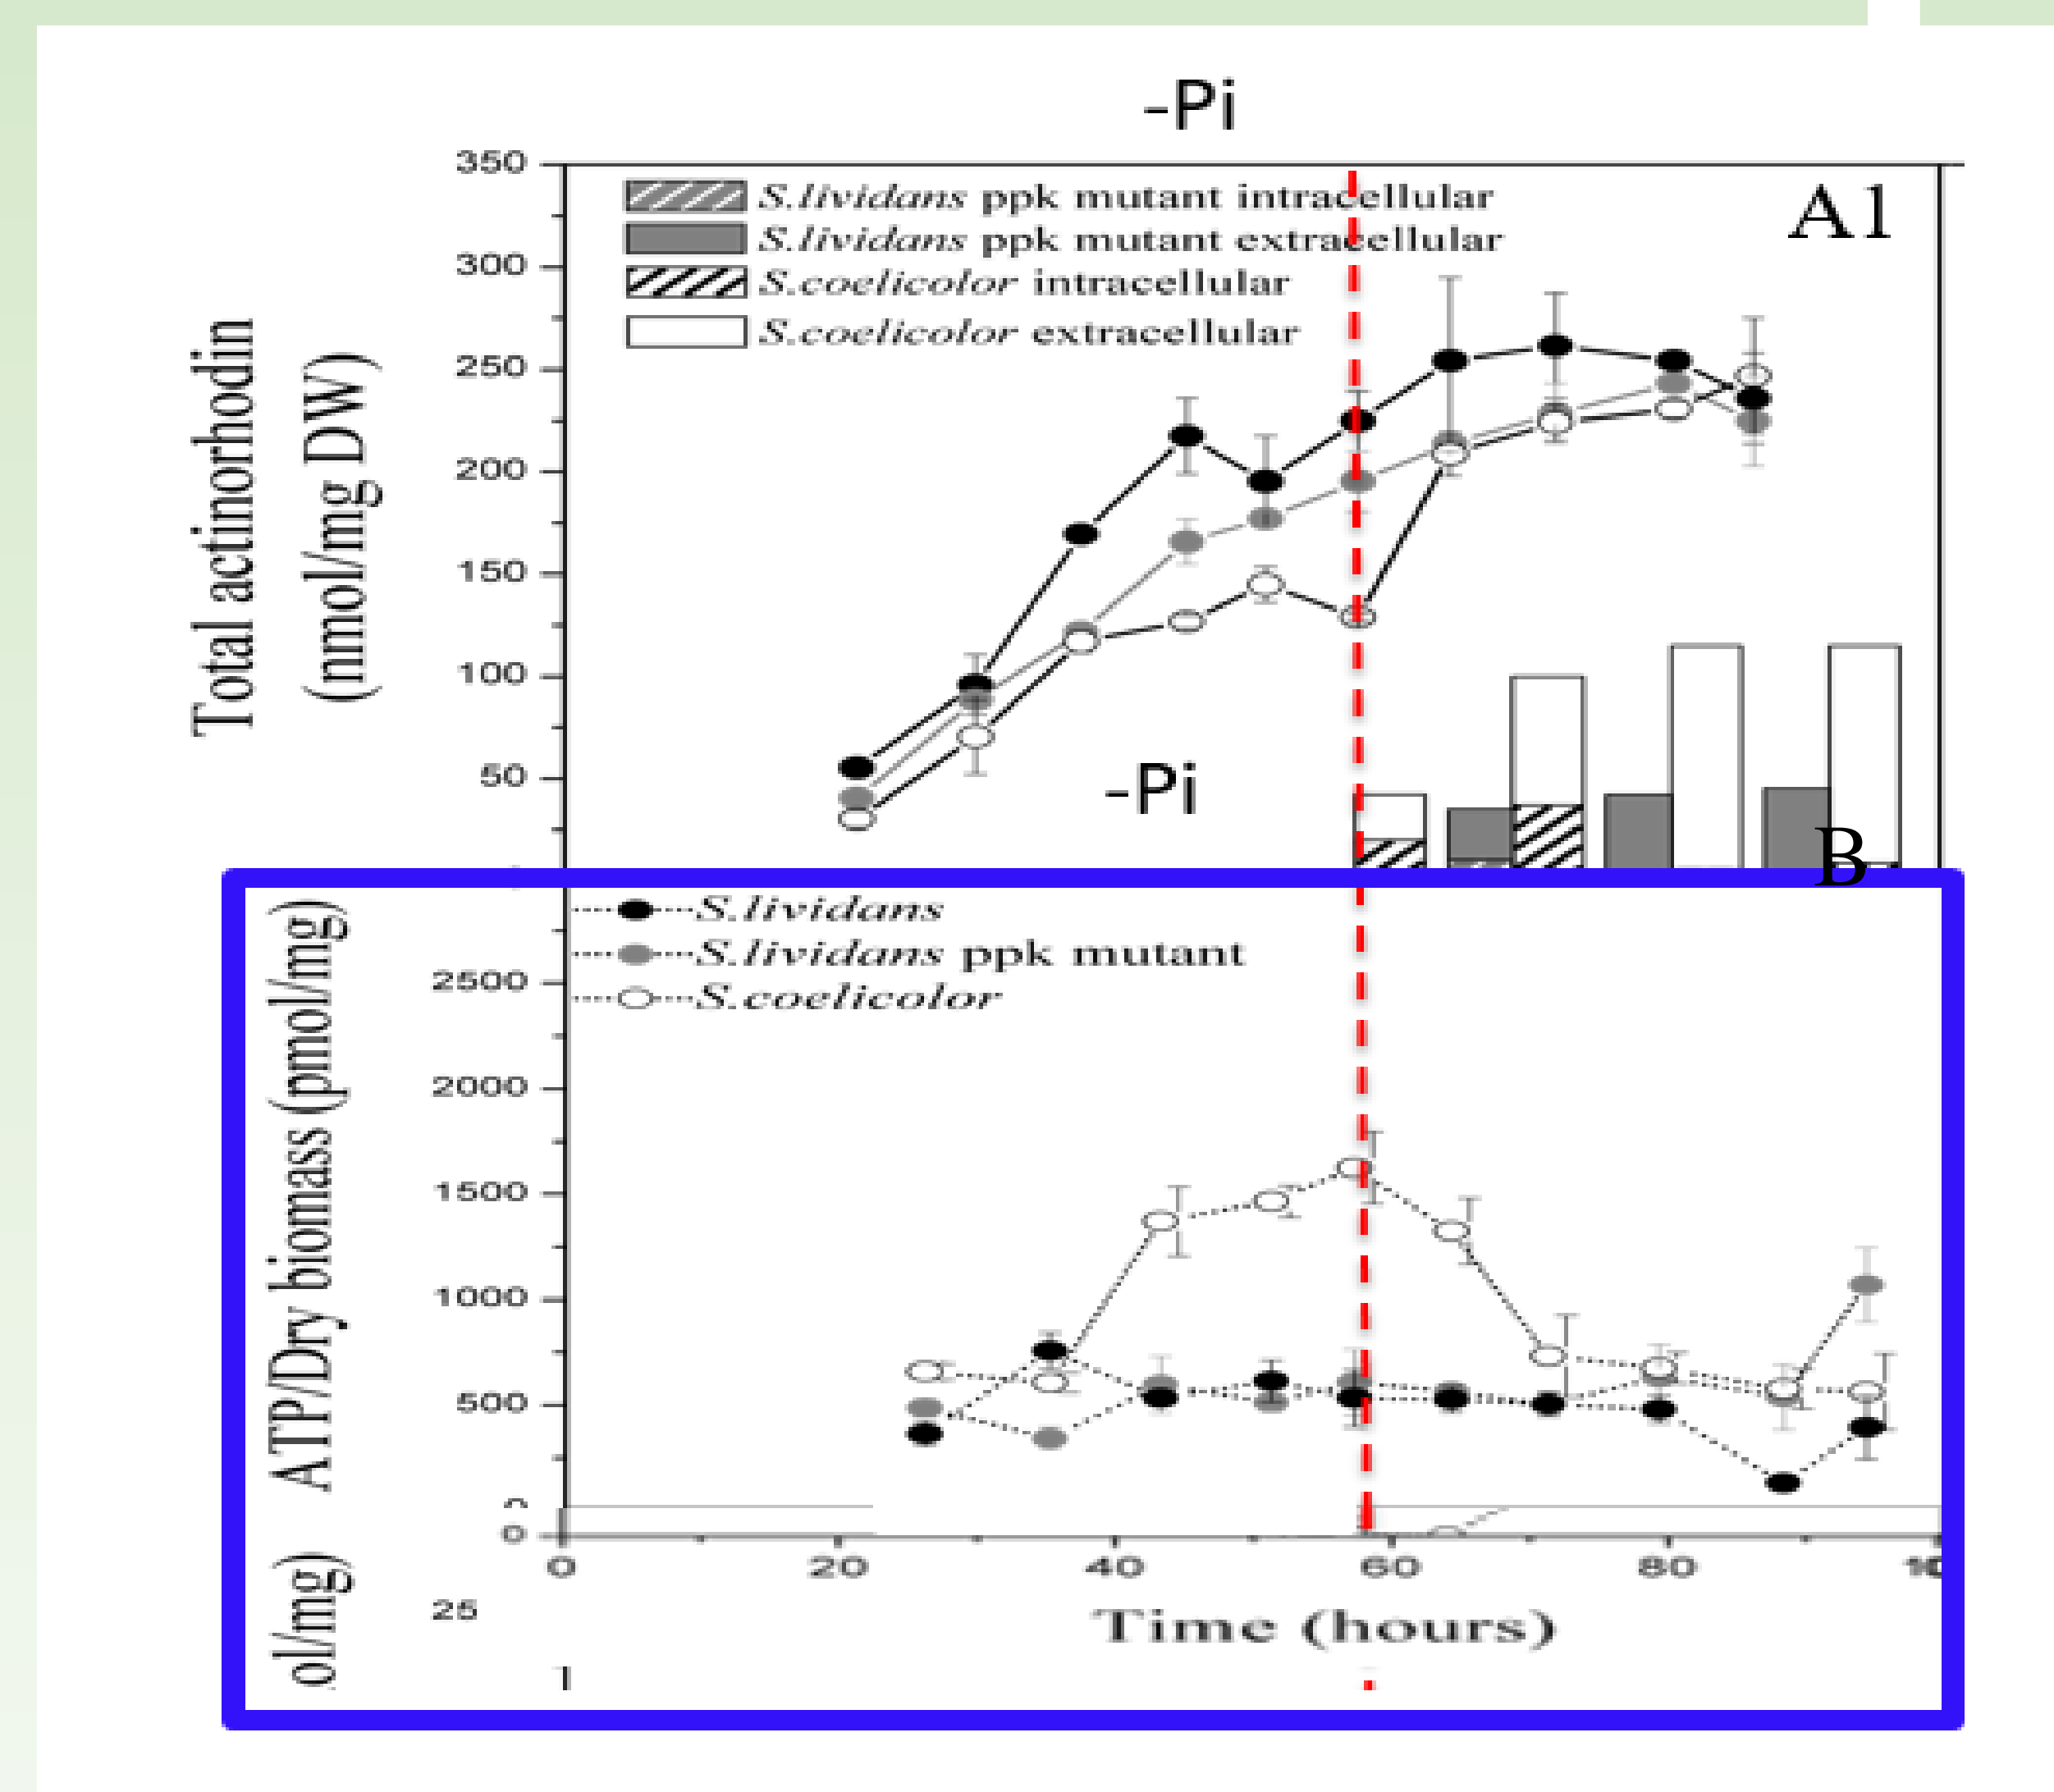 -Pi
350
S.lividans ppk mutant intracellular
A1
S.lividans ppk mutant extracellular
300
S.coelicolor intracellular
S.coelicolor extracellular
250
200
150
100
50
Total actinorhodin
(nmol/mg DW)
-Pi
B
S.lividans
S.lividans ppk mutant
2500
S.coelicolor
2000
1500
1000
500
ATP/Dry biomass (pmol/mg)
0
0 20 40 60 80
25
Time (hours)
ol/mg)